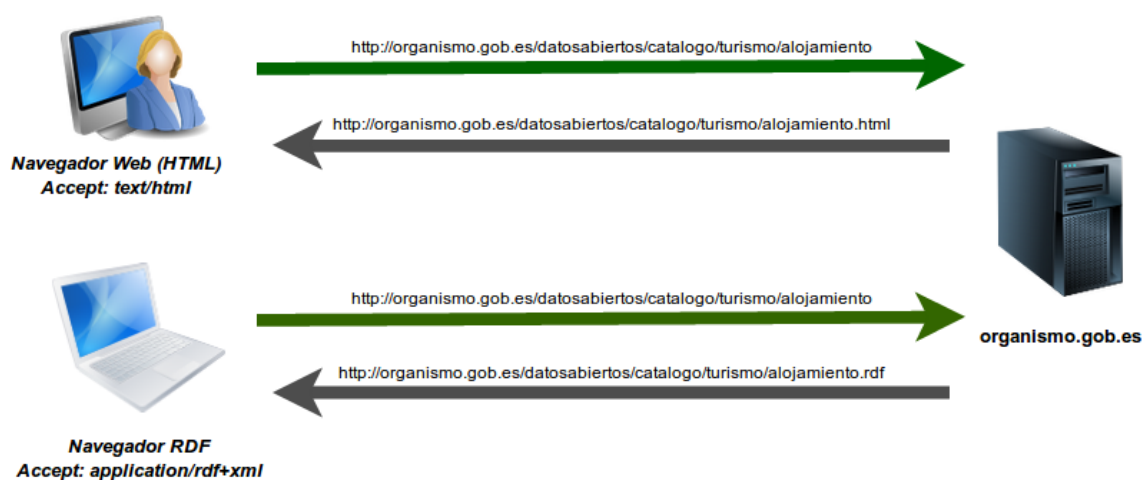 http://organismo.gob.es/datosabiertos/catalogo/turismo/alojamiento
http://organismo.gob.es/datosabiertos/catalogo/turismo/alojamiento.html
Navegador Web (HTML)
Accept: text/html
http://organismo.gob.es/datosabiertos/catalogo/turismo/alojamiento
organismo.gob.es
http://organismo.gob.es/datosabiertos/catalogo/turismo/alojamiento.rdf
Navegador RDF
Accept: application/rdf+xml